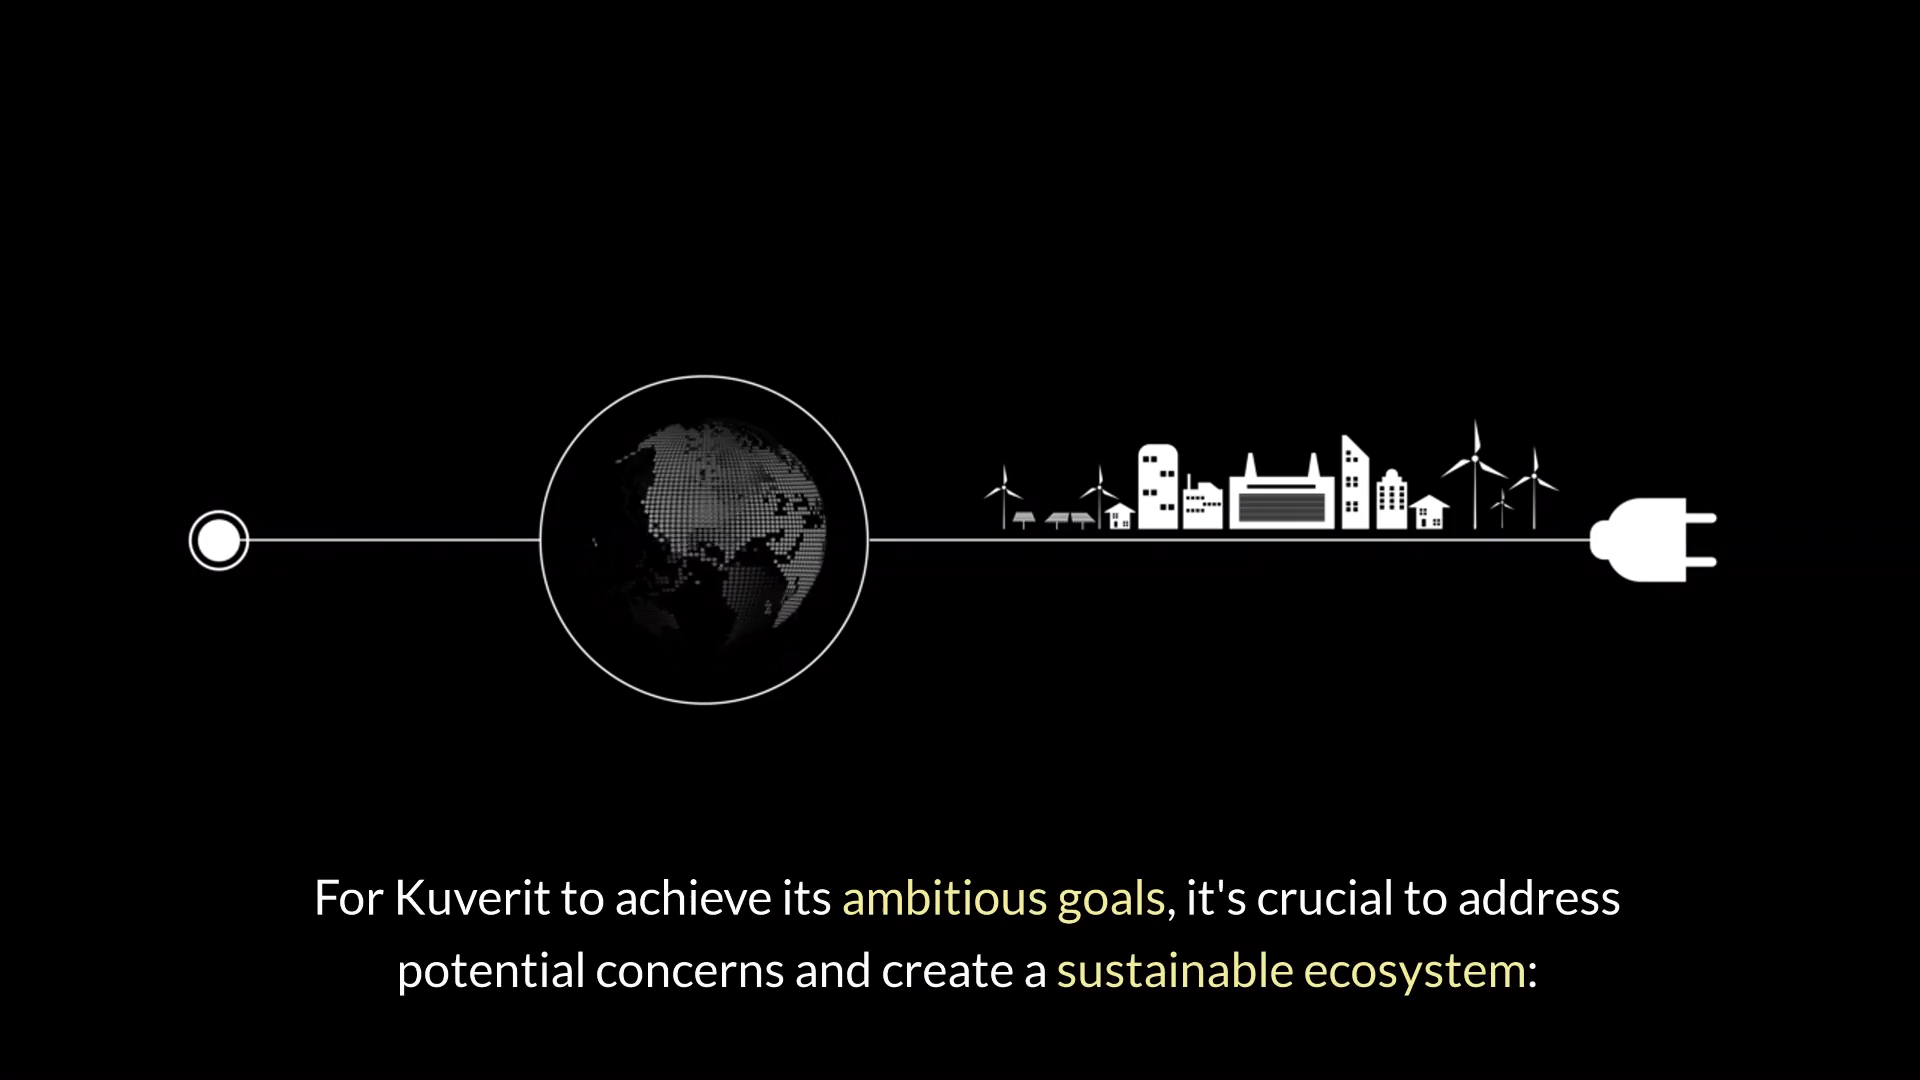 For Kuverit to achieve its ambitious goals, it's crucial to address
potential concerns and create a sustainable ecosystem: